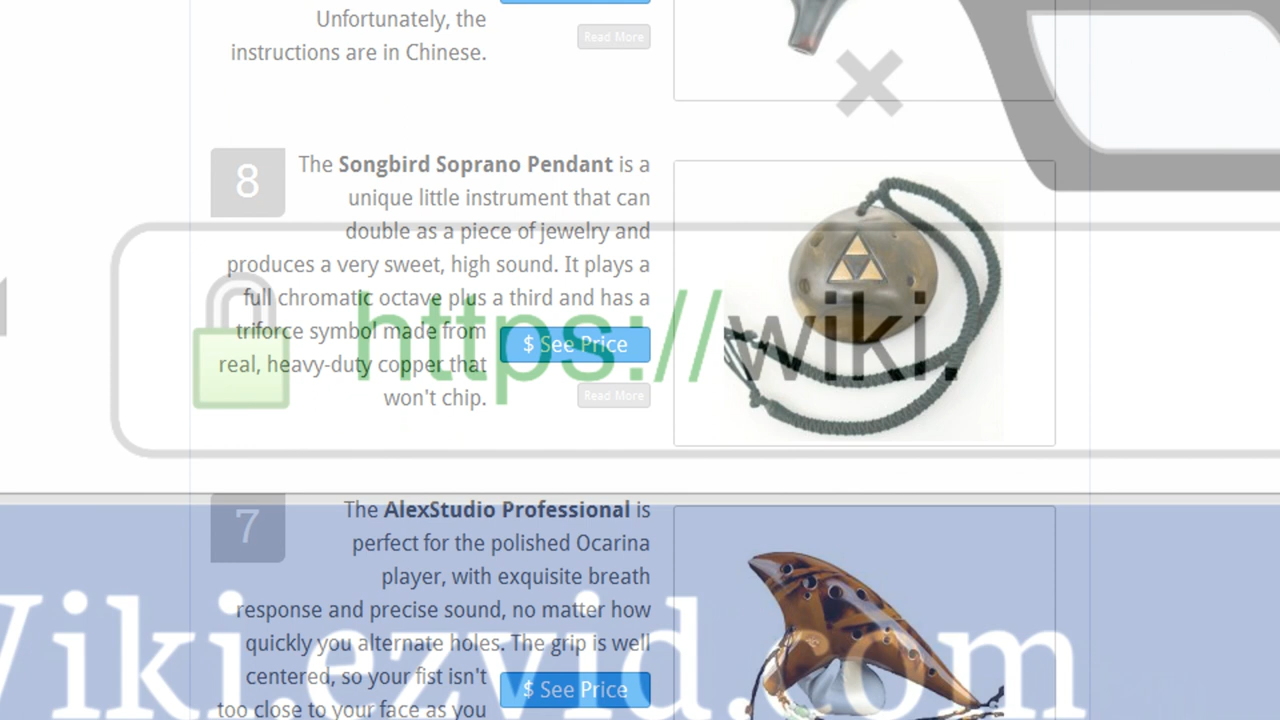 Unfortunately, the
instructions are in Chinese.
Read More
8
The Songbird Soprano Pendant is a
unique little instrument that can
double as a piece of jewelry and
produces a very sweet, high sound. It plays a
full chromatic octave plus a third and has a
triforce symbol made from
real, heavy-duty copper that
won't chip.
$ See Price
Read More
https://wiki.
7
The AlexStudio Professional is
perfect for the polished Ocarina
player, with exquisite breath
response and precise sound, no matter how
quickly you alternate holes. The grip is well
centered, so your fist isn't
too close to your face as you
$ See Price
Wiki.ezvid.com